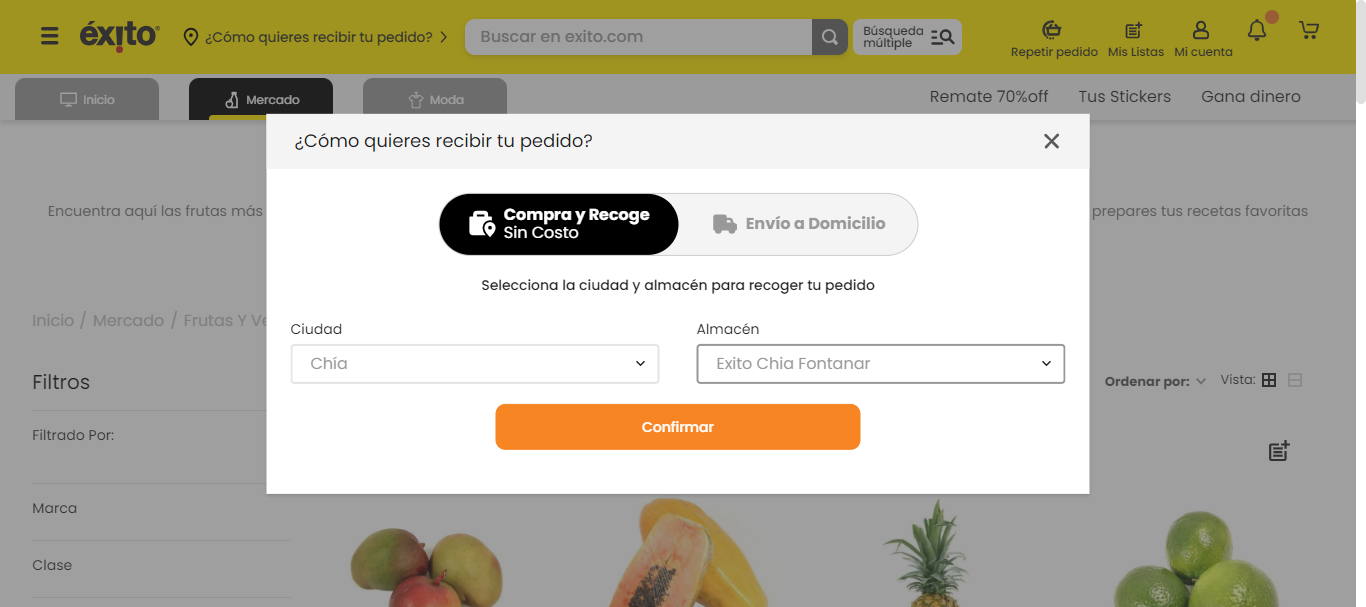 éxito
¿Cómo quieres recibir tu pedido?
Buscar en exito.com
Búsqueda
múltiple
Repetir pedido
Mis Listas
Mi cuenta
Inicio
Mercado
Moda
Remate 70%off
Tus Stickers
Gana dinero
¿Cómo quieres recibir tu pedido?
Compra y Recoge
Sin Costo
Envío a Domicilio
Encuentra aquí las frutas más
prepares tus recetas favoritas
Selecciona la ciudad y almacén para recoger tu pedido
Inicio / Mercado / Frutas Y Ve
Ciudad
Almacén
Chía
Exito Chia Fontanar
Filtros
Ordenar por:
Vista:
Confirmar
Filtrado Por:
Marca
Clase